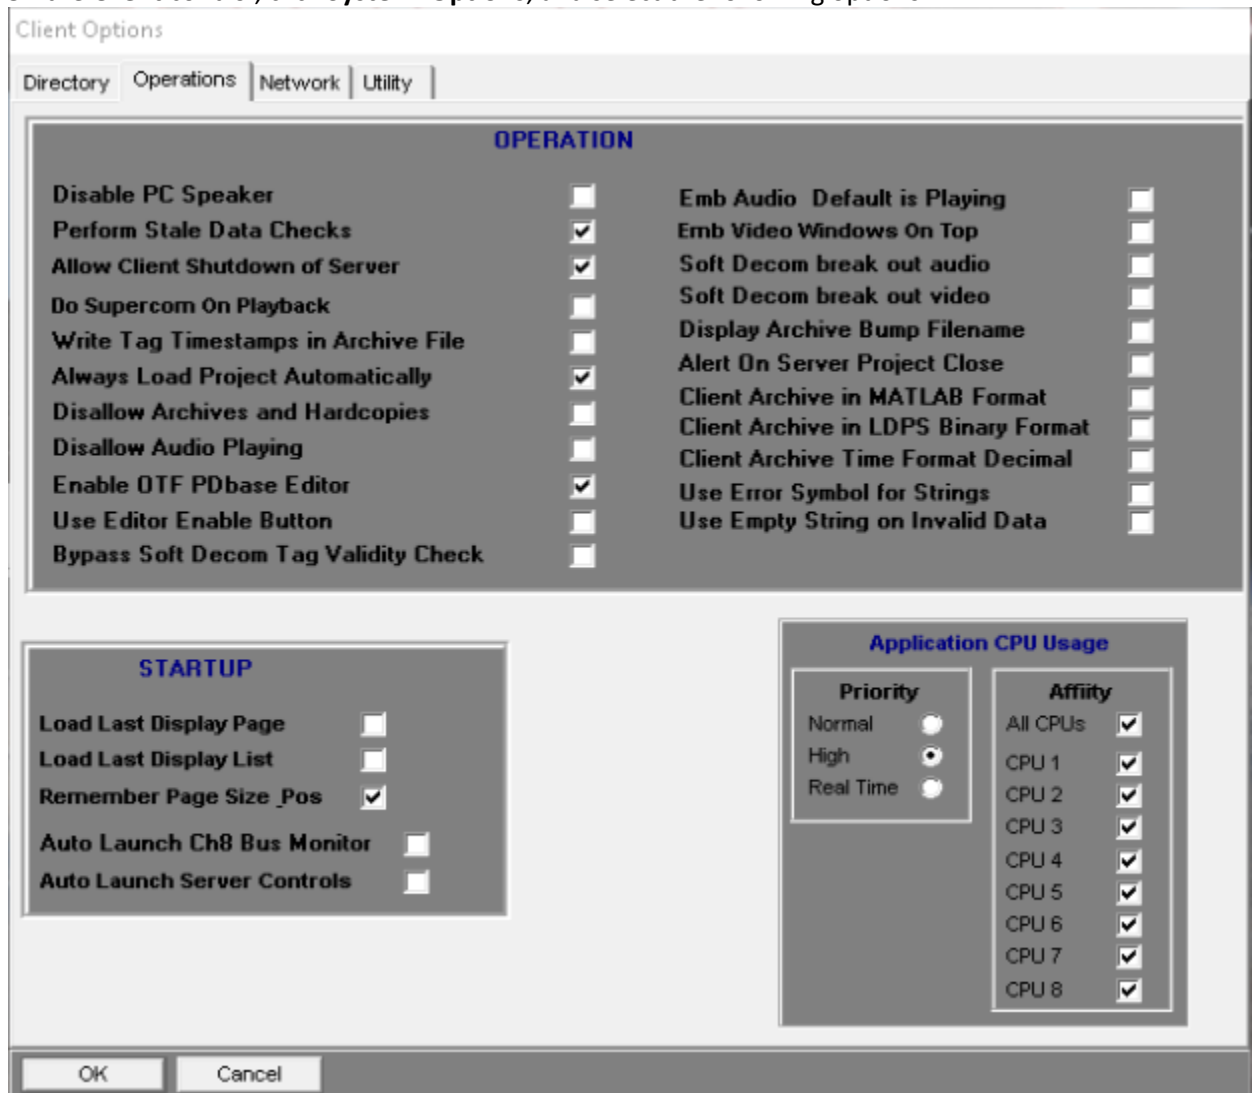 Client Options
Directory Operations Network Utility
OPERATION
Disable PC Speaker
Perform Stale Data Checks
Allow Client Shutdown of Server
Do Supercom On Playback
Write Tag Timestamps in Archive File
Always Load Project Automatically
Disallow Archives and Hardcopies
Disallow Audio Playing
Enable OTF PDbase Editor
Use Editor Enable Button
Bypass Soft Decom Tag Validity Check
Emb Audio Default is Playing
Emb Video Windows On Top
Soft Decom break out audio
Soft Decom break out video
Display Archive Bump Filename
Alert On Server Project Close
Client Archive in MATLAB Format
Client Archive in LDPS Binary Format
Client Archive Time Format Decimal
Use Error Symbol for Strings
Use Empty String on Invalid Data
STARTUP
Load Last Display Page
Load Last Display List
Remember Page Size_Pos
Auto Launch Ch8 Bus Monitor
Auto Launch Server Controls
Application CPU Usage
Priority
Normal
High
Real Time
Affiity
All CPUs
CPU 1
CPU 2
CPU 3
CPU 4
CPU 5
CPU 6
CPU 7
CPU 8
OK Cancel